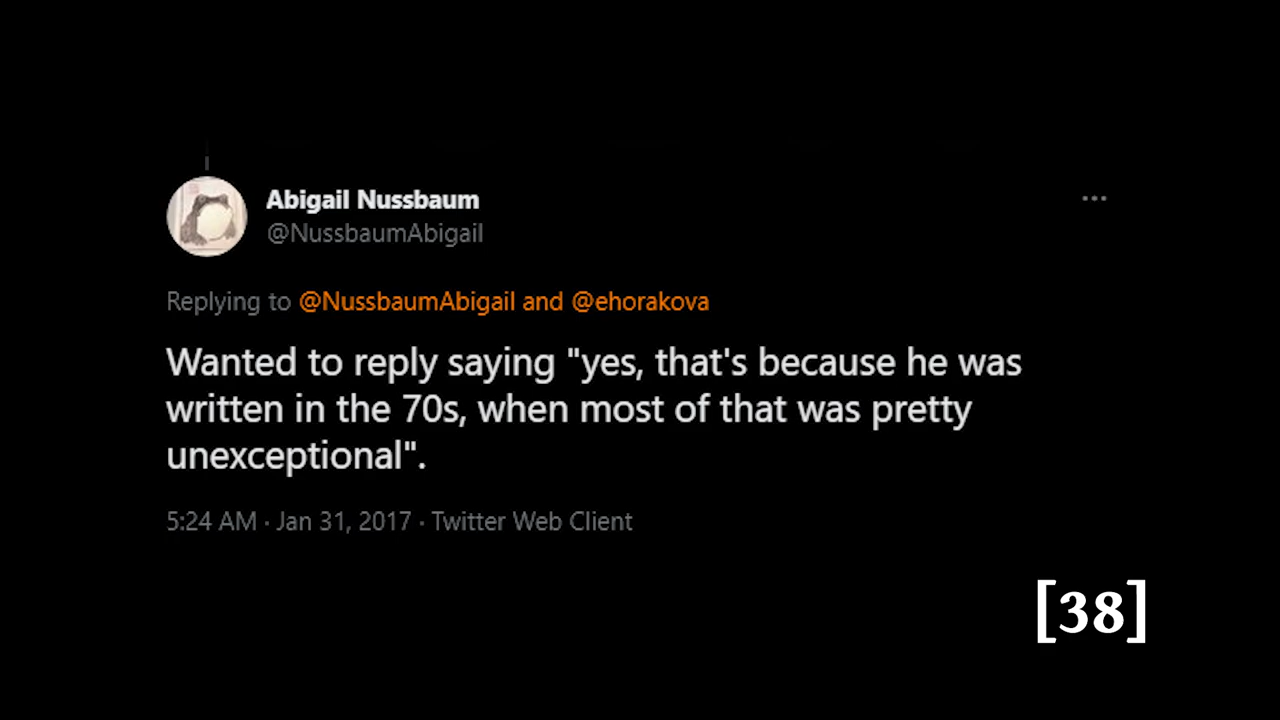 Abigail Nussbaum
@NussbaumAbigail
Replying to @NussbaumAbigail and @ehorakova
Wanted to reply saying "yes, that's because he was
written in the 70s, when most of that was pretty
unexceptional".
5:24 AM · Jan 31, 2017 · Twitter Web Client
[38]